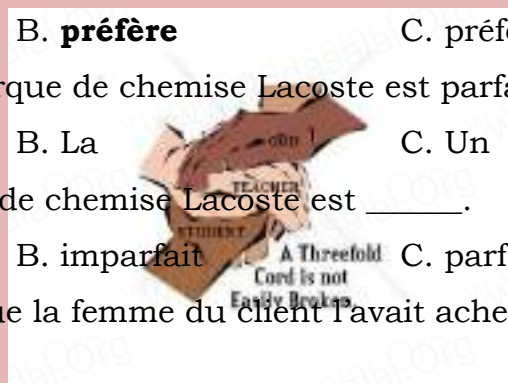 B. préfère C. préfé
rque de chemise Lacoste est parfa
B. La C. Un
de chemise Lacoste est ______.
TEACHER
STUDENT
B. imparfait C. parf
A Threefold
Cord is not
Easily Broken.
ue la femme du client l'avait ache